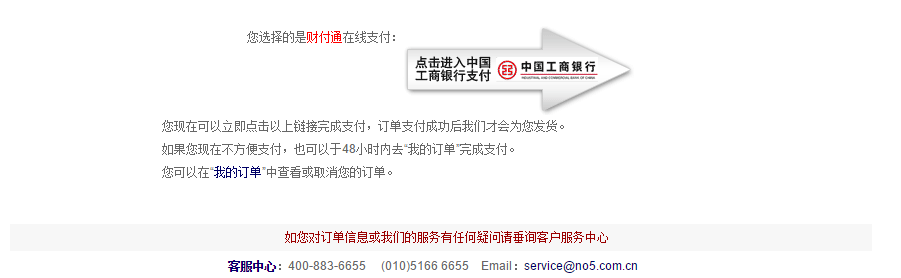 您选择的是财付通在线支付：
点击进入中国
工商银行支付
中国工商银行
INDUSTRIAL AND COMMERCIAL BANK OF CHINA
您现在可以立即点击以上链接完成支付，订单支付成功后我们才会为您发货。
如果您现在不方便支付，也可以于48小时内去“我的订单”完成支付。
您可以在“我的订单”中查看或取消您的订单。
如您对订单信息或我们的服务有任何疑问请垂询客户服务中心
客服中心：400-883-6655 (010)5166 6655 Email：service@no5.com.cn